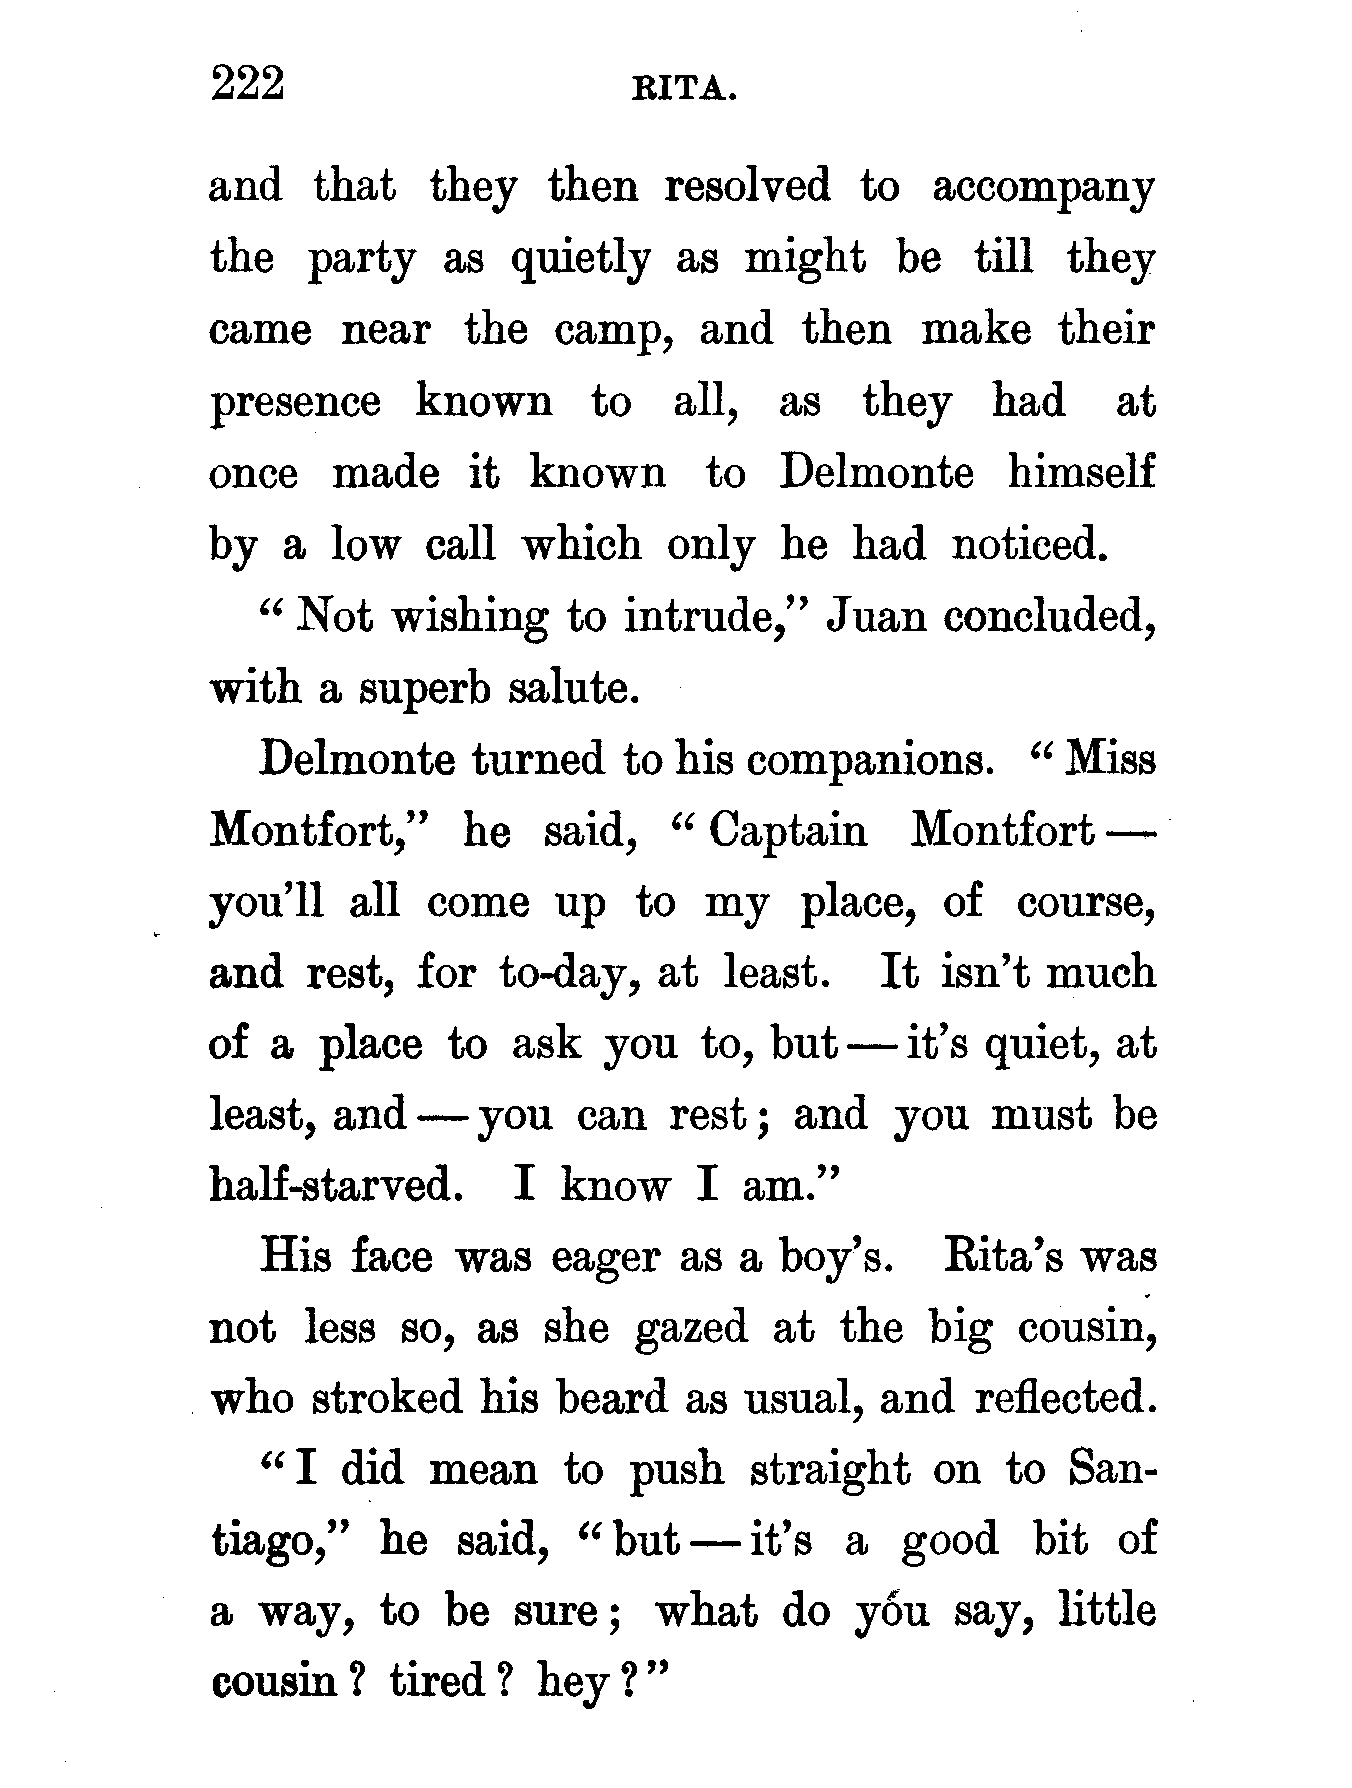 222 RITA.
and that they then resolved to accompany
the party as quietly as might be till they
came near the camp, and then make their
presence known to all, as they had at
once made it known to Delmonte himself
by a low call which only he had noticed.
"Not wishing to intrude," Juan concluded,
with a superb salute.
Delmonte turned to his companions. "Miss
Montfort," he said, "Captain Montfort—
you'll all come up to my place, of course,
and rest, for to-day, at least. It isn't much
of a place to ask you to, but—it's quiet, at
least, and—you can rest; and you must be
half-starved. I know I am."
His face was eager as a boy's. Rita's was
not less so, as she gazed at the big cousin,
who stroked his beard as usual, and reflected.
"I did mean to push straight on to San-
tiago," he said, "but—it's a good bit of
a way, to be sure; what do you say, little
cousin? tired? hey?"